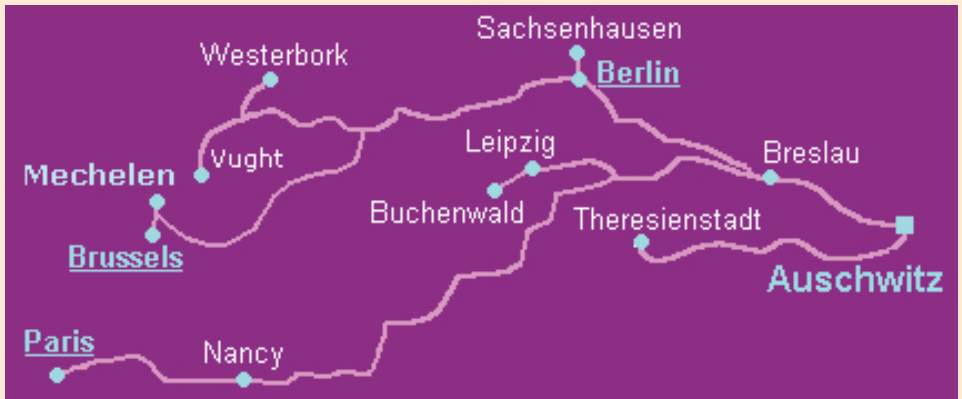 Sachsenhausen
Westerbork
Berlin
Leipzig
Breslau
Vught
Mechelen
Buchenwald
Theresienstadt
Brussels
Auschwitz
Paris
Nancy